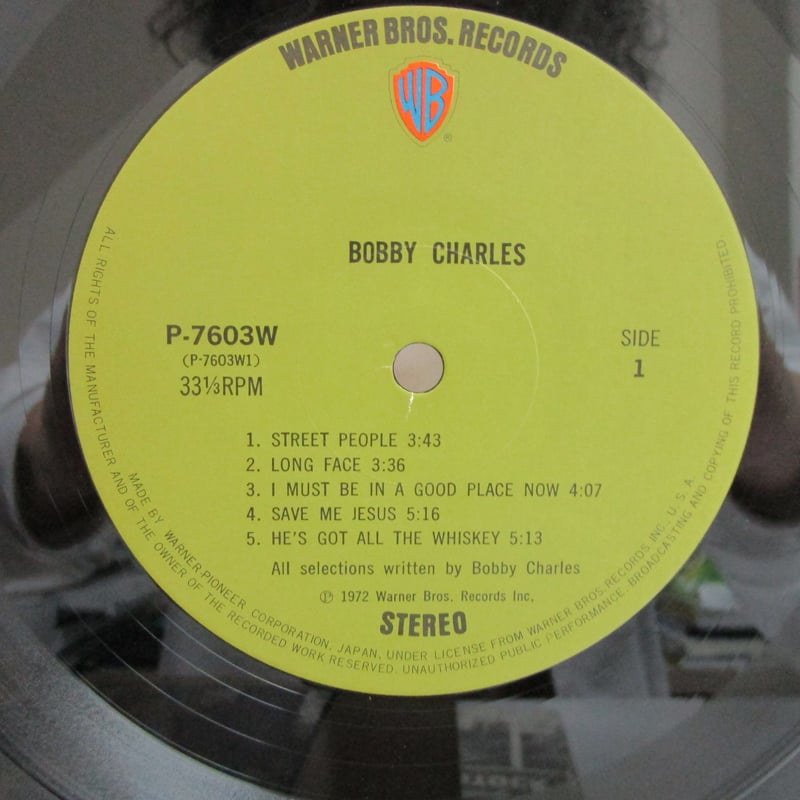 WARNER BROS. RECORDS
WB
®
BOBBY CHARLES
P-7603W
(P-7603W1)
33⅓RPM
SIDE
1
1. STREET PEOPLE 3:43
2. LONG FACE 3:36
3. I MUST BE IN A GOOD PLACE NOW 4:07
4. SAVE ME JESUS 5:16
5. HE'S GOT ALL THE WHISKEY 5:13
All selections written by Bobby Charles
Ⓟ 1972 Warner Bros. Records Inc.
STEREO
MADE BY WARNER-PIONEER CORPORATION, JAPAN, UNDER LICENSE FROM WARNER BROS. RECORDS INC., U.S.A.
ALL RIGHTS OF THE MANUFACTURER AND OF THE OWNER OF THE RECORDED WORK RESERVED. UNAUTHORIZED PUBLIC PERFORMANCE, BROADCASTING AND COPYING OF THIS RECORD PROHIBITED